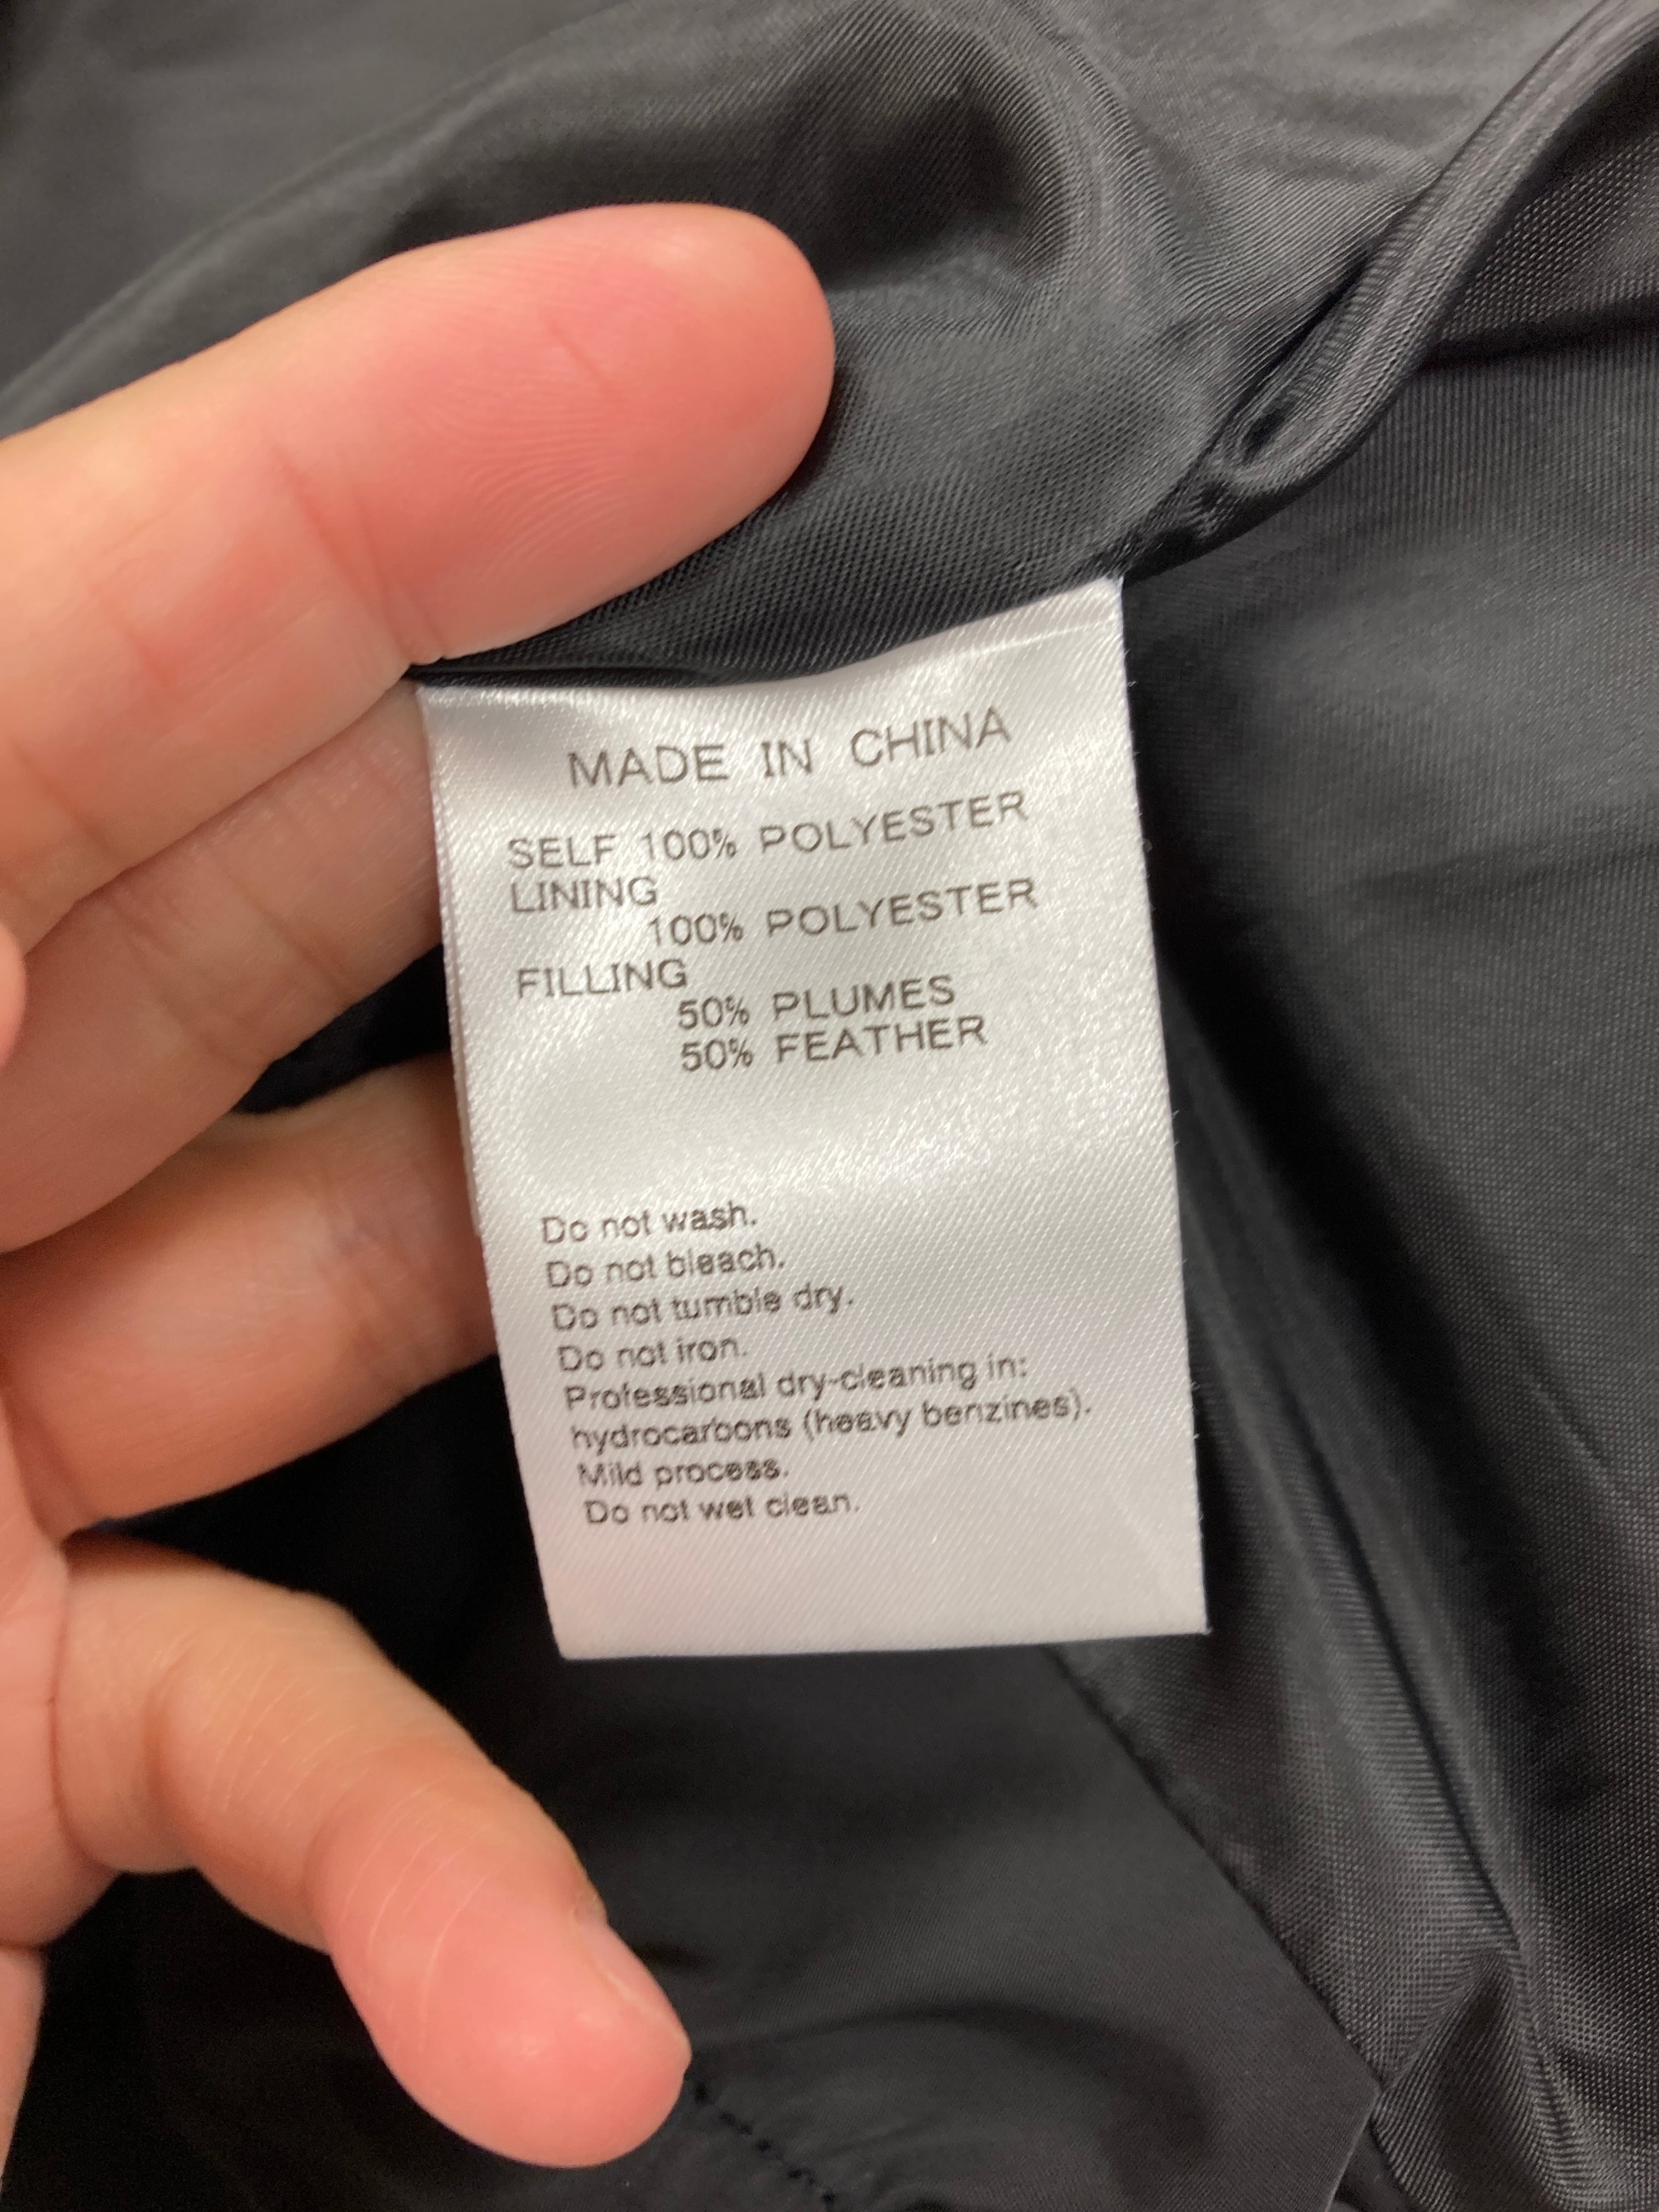 MADE IN CHINA
SELF 100% POLYESTER
LINING
100% POLYESTER
FILLING
50% PLUMES
50% FEATHER
Do not wash.
Do not bleach.
Do not tumble dry.
Do not iron.
Professional dry-cleaning in:
hydrocarbons (heavy benzines).
Mild process.
Do not wet clean.